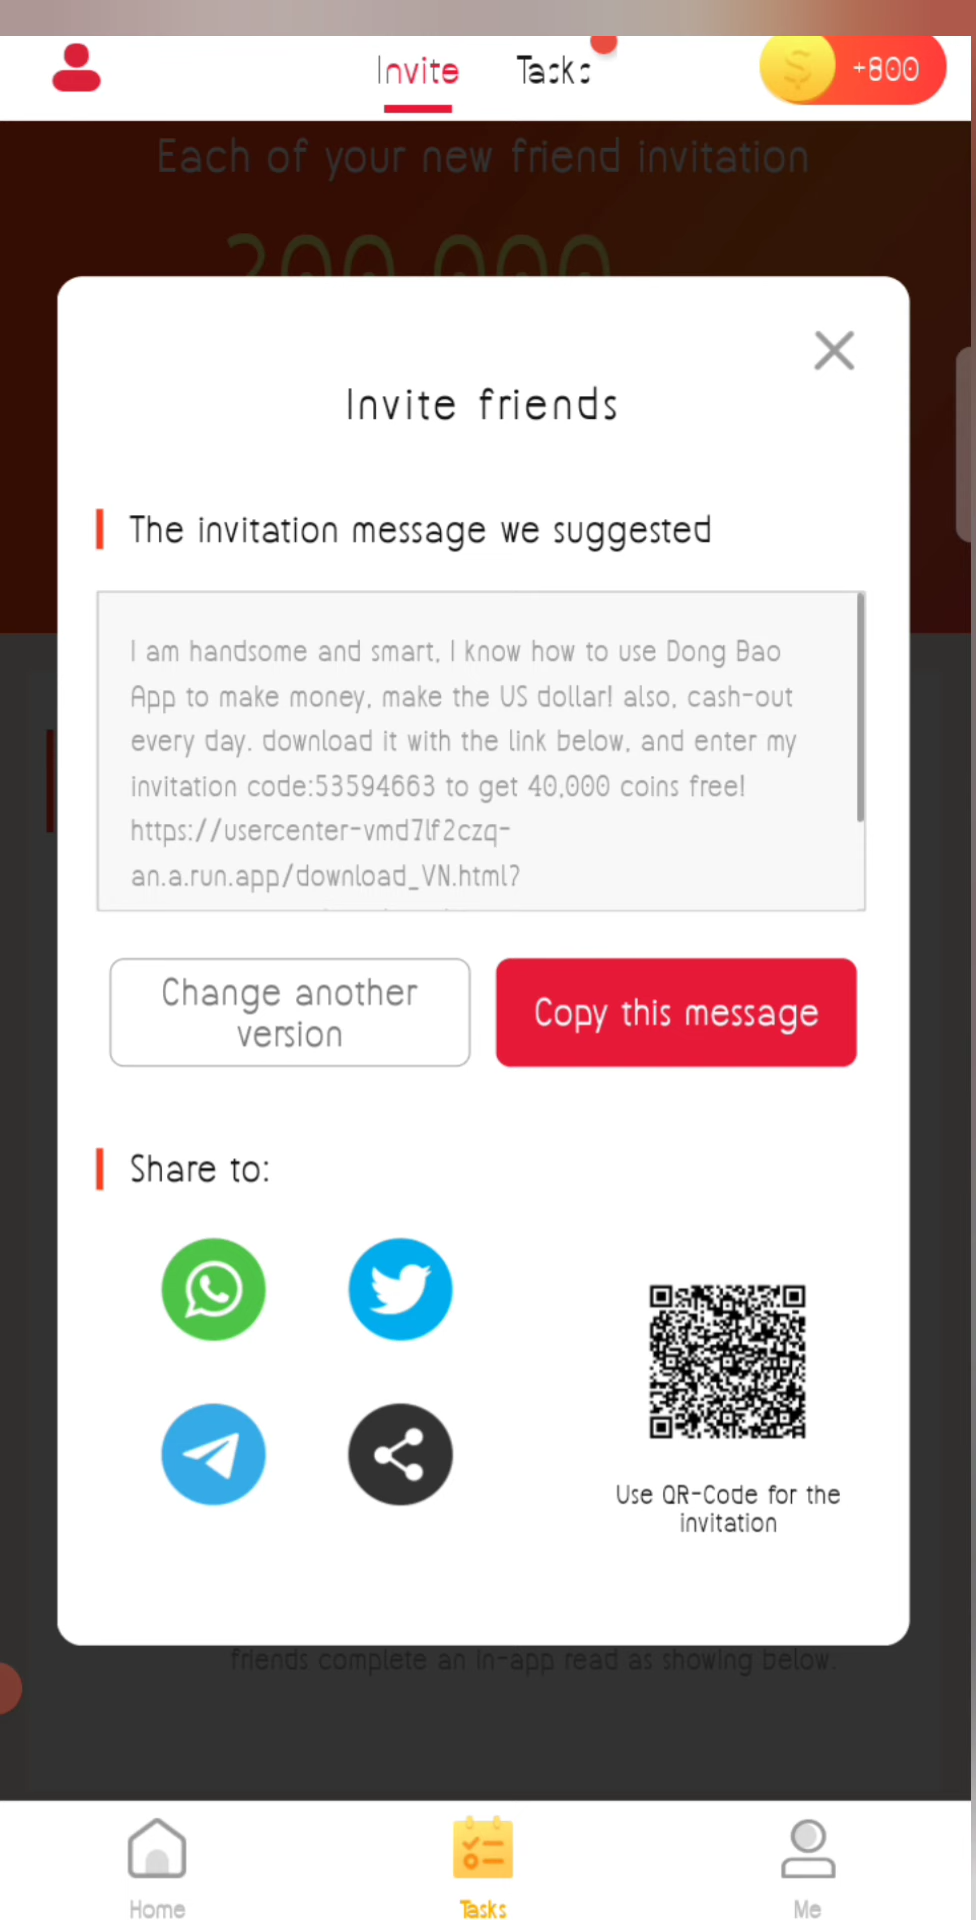 Invite Tasks +800
Each of your new friend invitation
200,000
Invite friends
The invitation message we suggested
I am handsome and smart, I know how to use Dong Bao
App to make money, make the US dollar! also, cash-out
every day. download it with the link below, and enter my
invitation code:53594663 to get 40,000 coins free!
https://usercenter-vmd7lf2czq-
an.a.run.app/download_VN.html?
Change another
version
Copy this message
Share to:
Use QR-Code for the
invitation
friends complete an in-app read as showing below.
Home Tasks Me